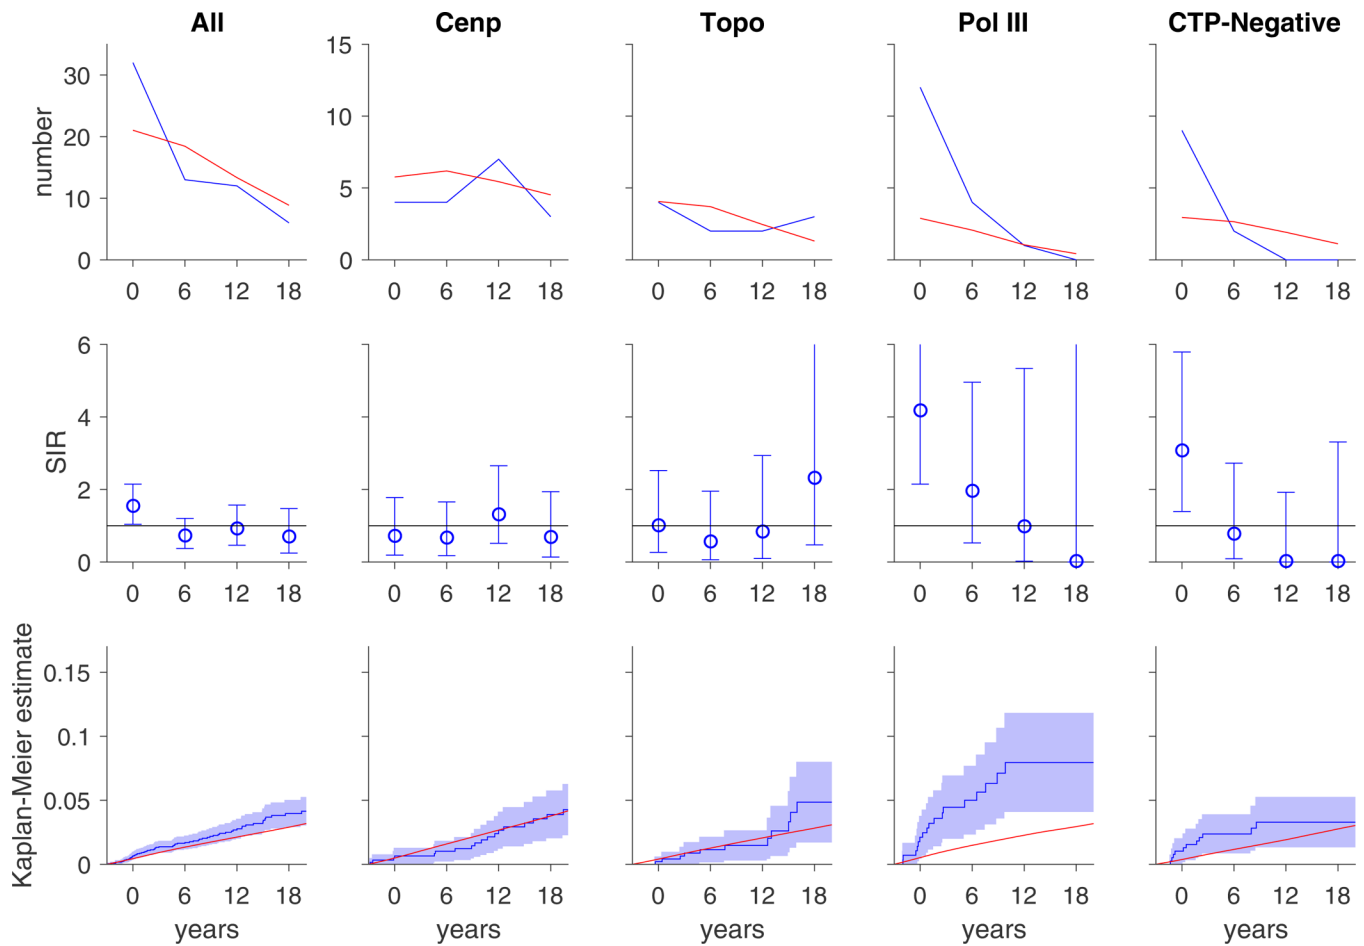 All Cenp Topo Pol III CTP-Negative
number
30
20
10
0
15
10
5
0
0 6 12 18 0 6 12 18 0 6 12 18 0 6 12 18 0 6 12 18
SIR
6
4
2
0
0 6 12 18 0 6 12 18 0 6 12 18 0 6 12 18 0 6 12 18
Kaplan-Meier estimate
0.15
0.1
0.05
0
0 6 12 18 0 6 12 18 0 6 12 18 0 6 12 18 0 6 12 18
years years years years years